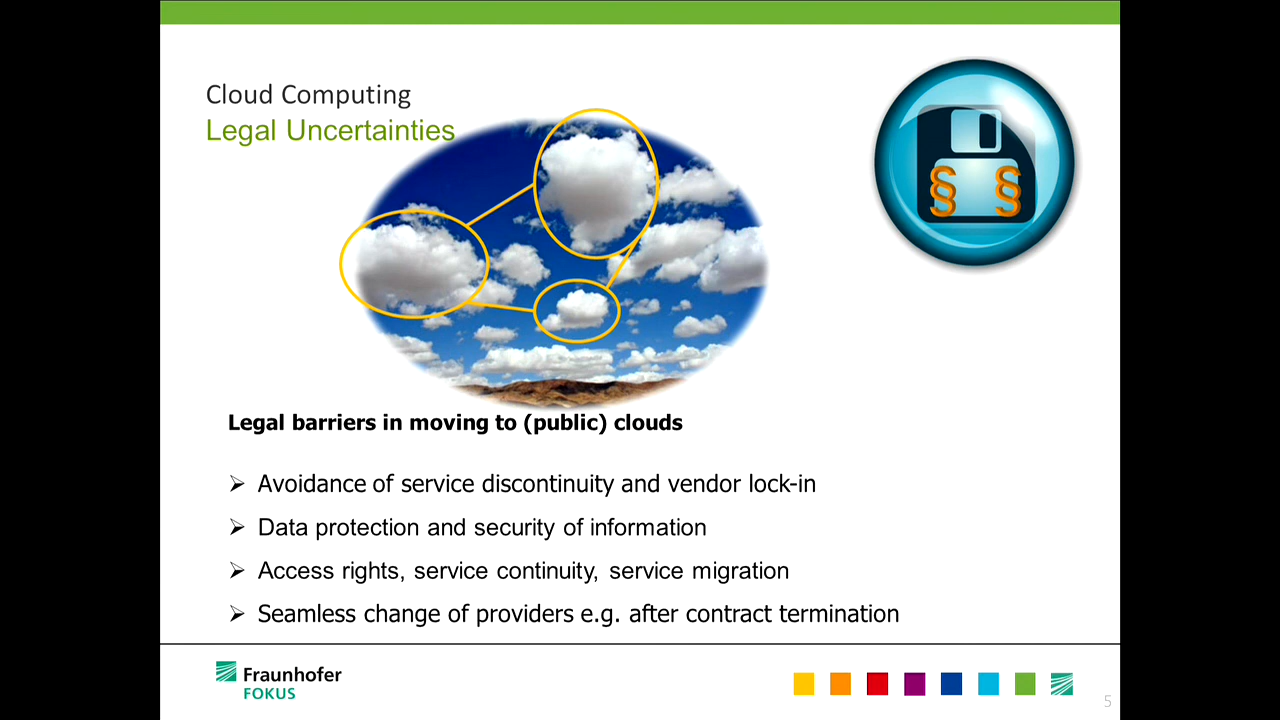 Cloud Computing
Legal Uncertainties
§ §
Legal barriers in moving to (public) clouds
Avoidance of service discontinuity and vendor lock-in
Data protection and security of information
Access rights, service continuity, service migration
Seamless change of providers e.g. after contract termination
Fraunhofer
FOKUS
5